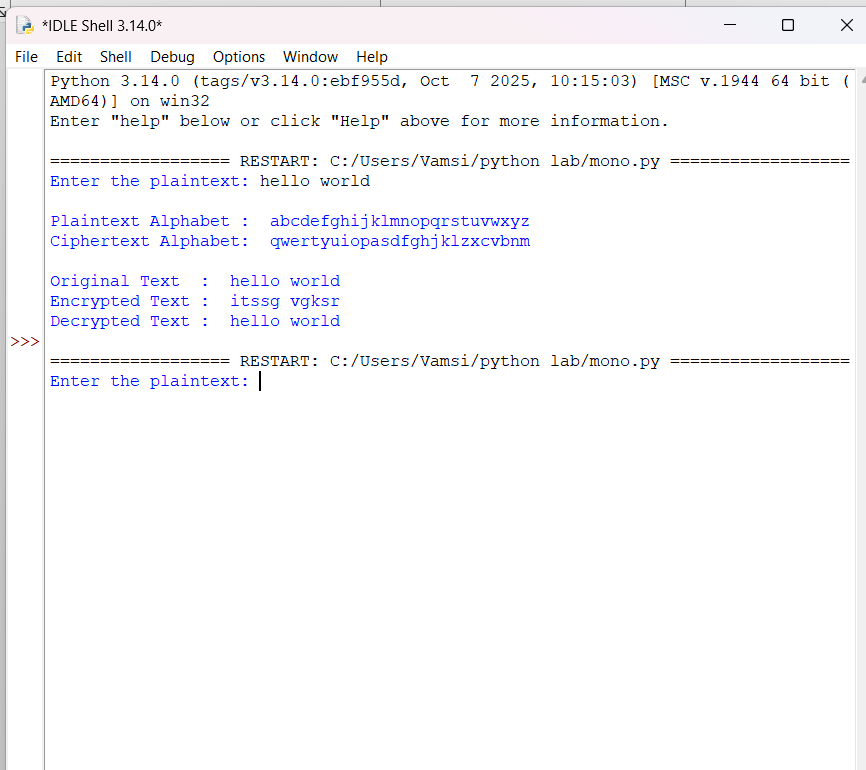 *IDLE Shell 3.14.0*
File Edit Shell Debug Options Window Help
Python 3.14.0 (tags/v3.14.0:ebf955d, Oct  7 2025, 10:15:03) [MSC v.1944 64 bit (
AMD64)] on win32
Enter "help" below or click "Help" above for more information.
================== RESTART: C:/Users/Vamsi/python lab/mono.py ==================
Enter the plaintext: hello world
Plaintext Alphabet :  abcdefghijklmnopqrstuvwxyz
Ciphertext Alphabet:  qwertyuiopasdfghjklzxcvbnm
Original Text  :  hello world
Encrypted Text :  itssg vgksr
Decrypted Text :  hello world
>>>
================== RESTART: C:/Users/Vamsi/python lab/mono.py ==================
Enter the plaintext: